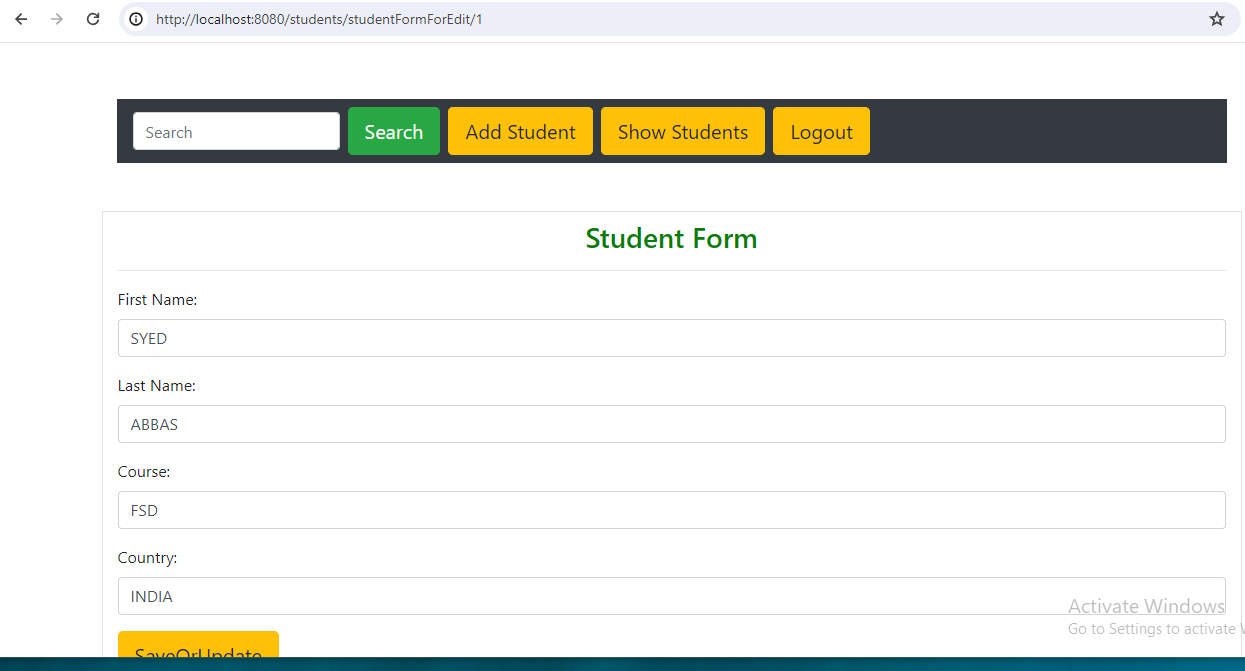 http://localhost:8080/students/studentFormForEdit/1
Search Search Add Student Show Students Logout
Student Form
First Name:
SYED
Last Name:
ABBAS
Course:
FSD
Country:
INDIA
Activate Windows
Go to Settings to activate
SaveOrUpdate